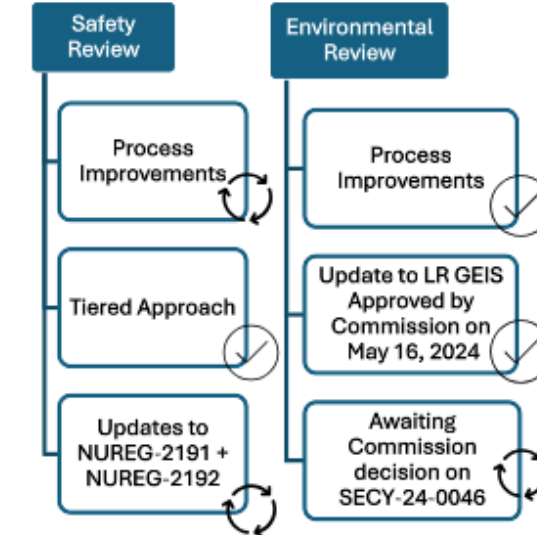 Safety
Review
Process
Improvements
Tiered Approach
Updates to
NUREG-2191 +
NUREG-2192
Environmental
Review
Process
Improvements
Update to LR GEIS
Approved by
Commission on
May 16, 2024
Awaiting
Commission
decision on
SECY-24-0046